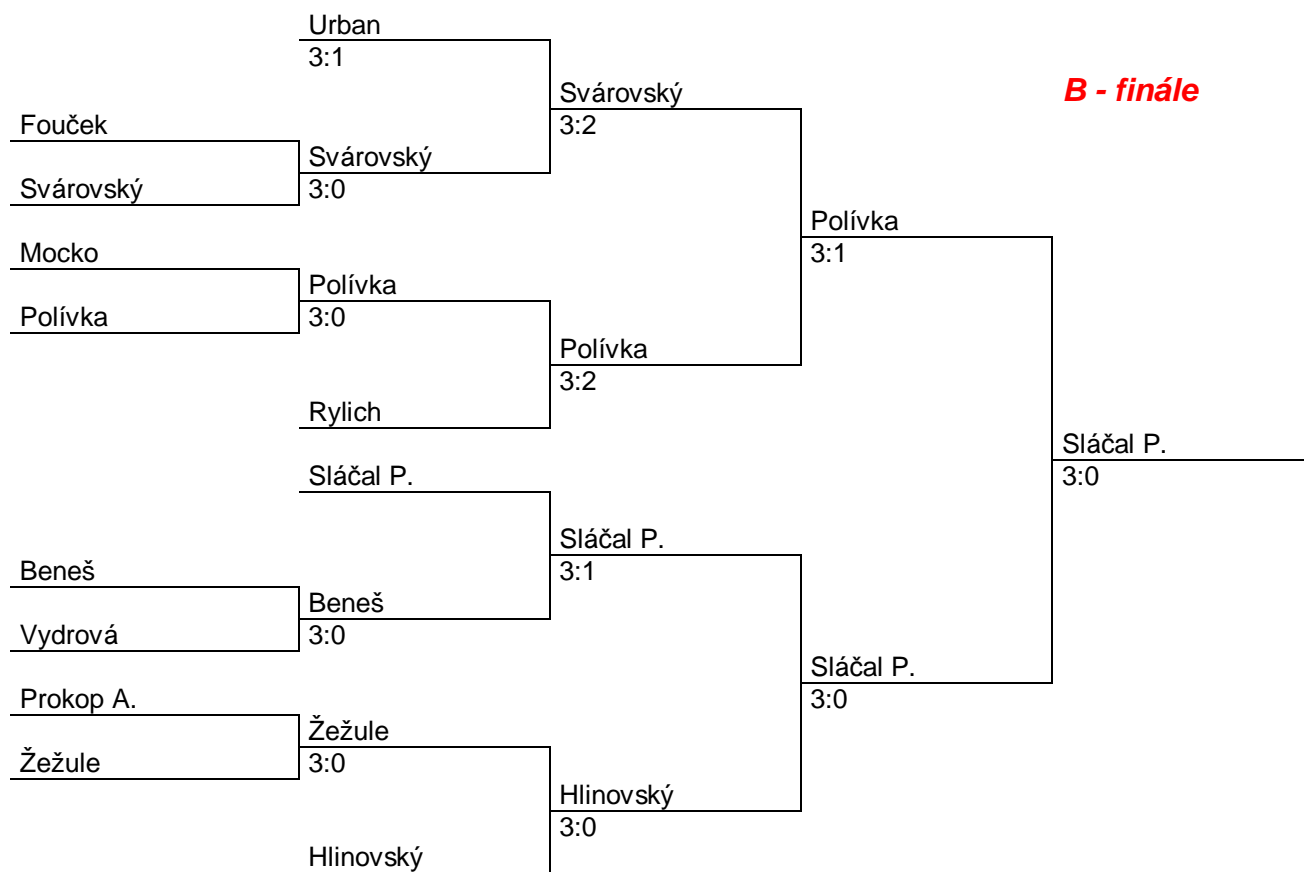 Urban
3:1
B - finále
Svárovský
3:2
Fouček
Svárovský
3:0
Svárovský
Polívka
3:1
Mocko
Polívka
3:0
Polívka
Polívka
3:2
Rylich
Sláčal P.
3:0
Sláčal P.
Sláčal P.
3:1
Beneš
Beneš
3:0
Vydrová
Sláčal P.
3:0
Prokop A.
Žežule
3:0
Žežule
Hlinovský
3:0
Hlinovský